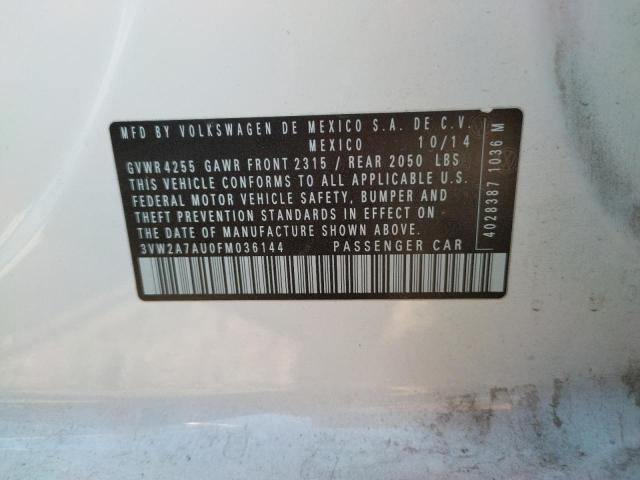 MFD BY VOLKSWAGEN DE MEXICO S.A. DE C.V.
MEXICO 10/14
GVWR 4255 GAWR FRONT 2315 / REAR 2050 LBS
THIS VEHICLE CONFORMS TO ALL APPLICABLE U.S.
FEDERAL MOTOR VEHICLE SAFETY, BUMPER AND
THEFT PREVENTION STANDARDS IN EFFECT ON
THE DATE OF MANUFACTURE SHOWN ABOVE.
3VW2A7AU0FM036144 PASSENGER CAR
4028387 1036 M